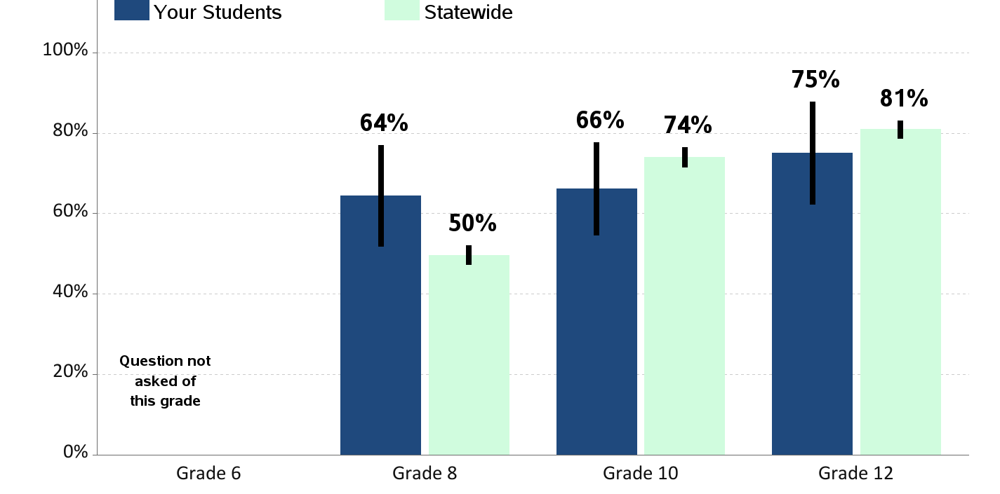 Your Students Statewide
100%
80%
60%
40%
20%
0%
75%
81%
64%
66%
74%
50%
Question not
asked of
this grade
Grade 6 Grade 8 Grade 10 Grade 12